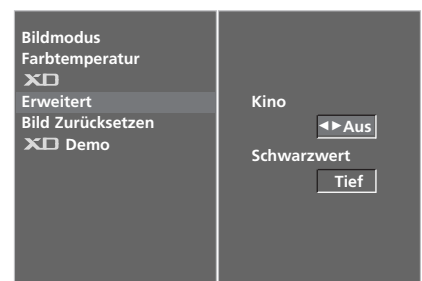 Bildmodus
Farbtemperatur
XD
Erweitert
Bild Zurücksetzen
XD Demo
Kino
◄►Aus
Schwarzwert
Tief